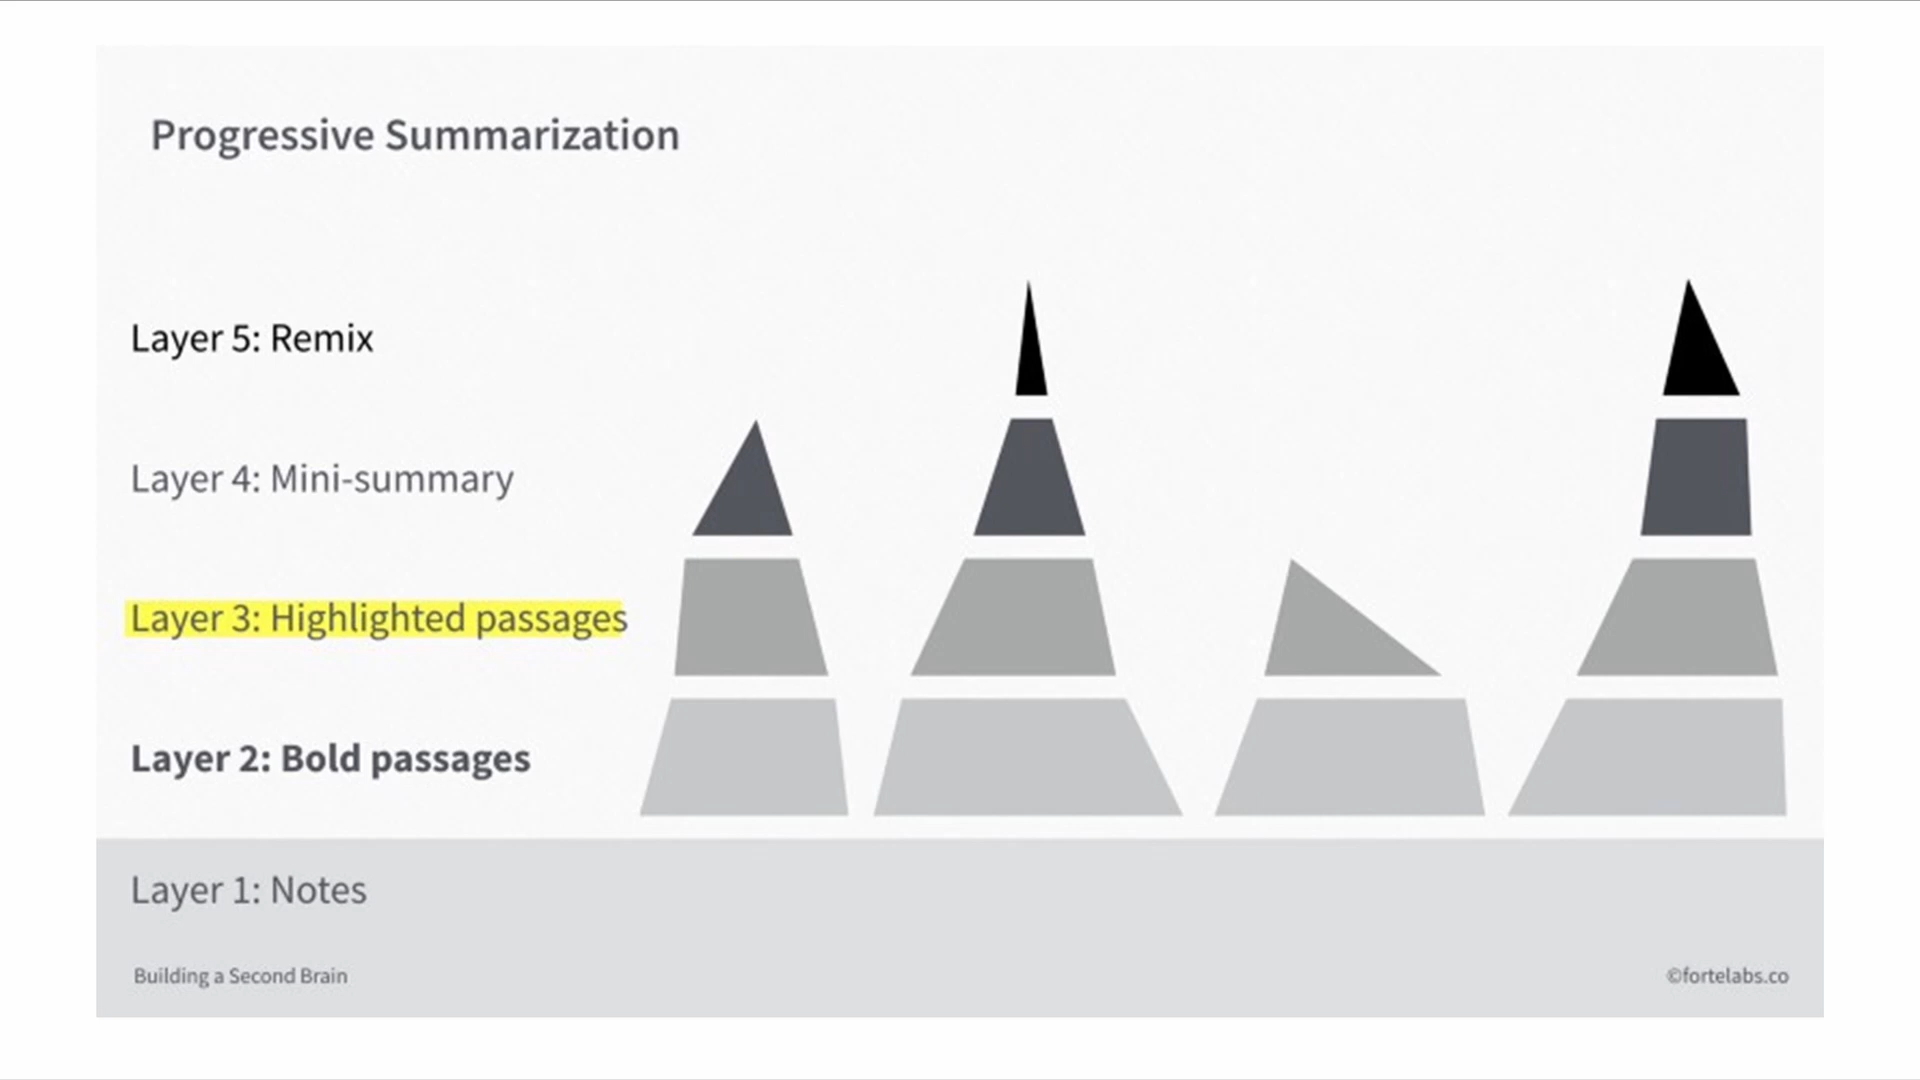 Progressive Summarization
Layer 5: Remix
Layer 4: Mini-summary
Layer 3: Highlighted passages
Layer 2: Bold passages
Layer 1: Notes
Building a Second Brain
©fortelabs.co